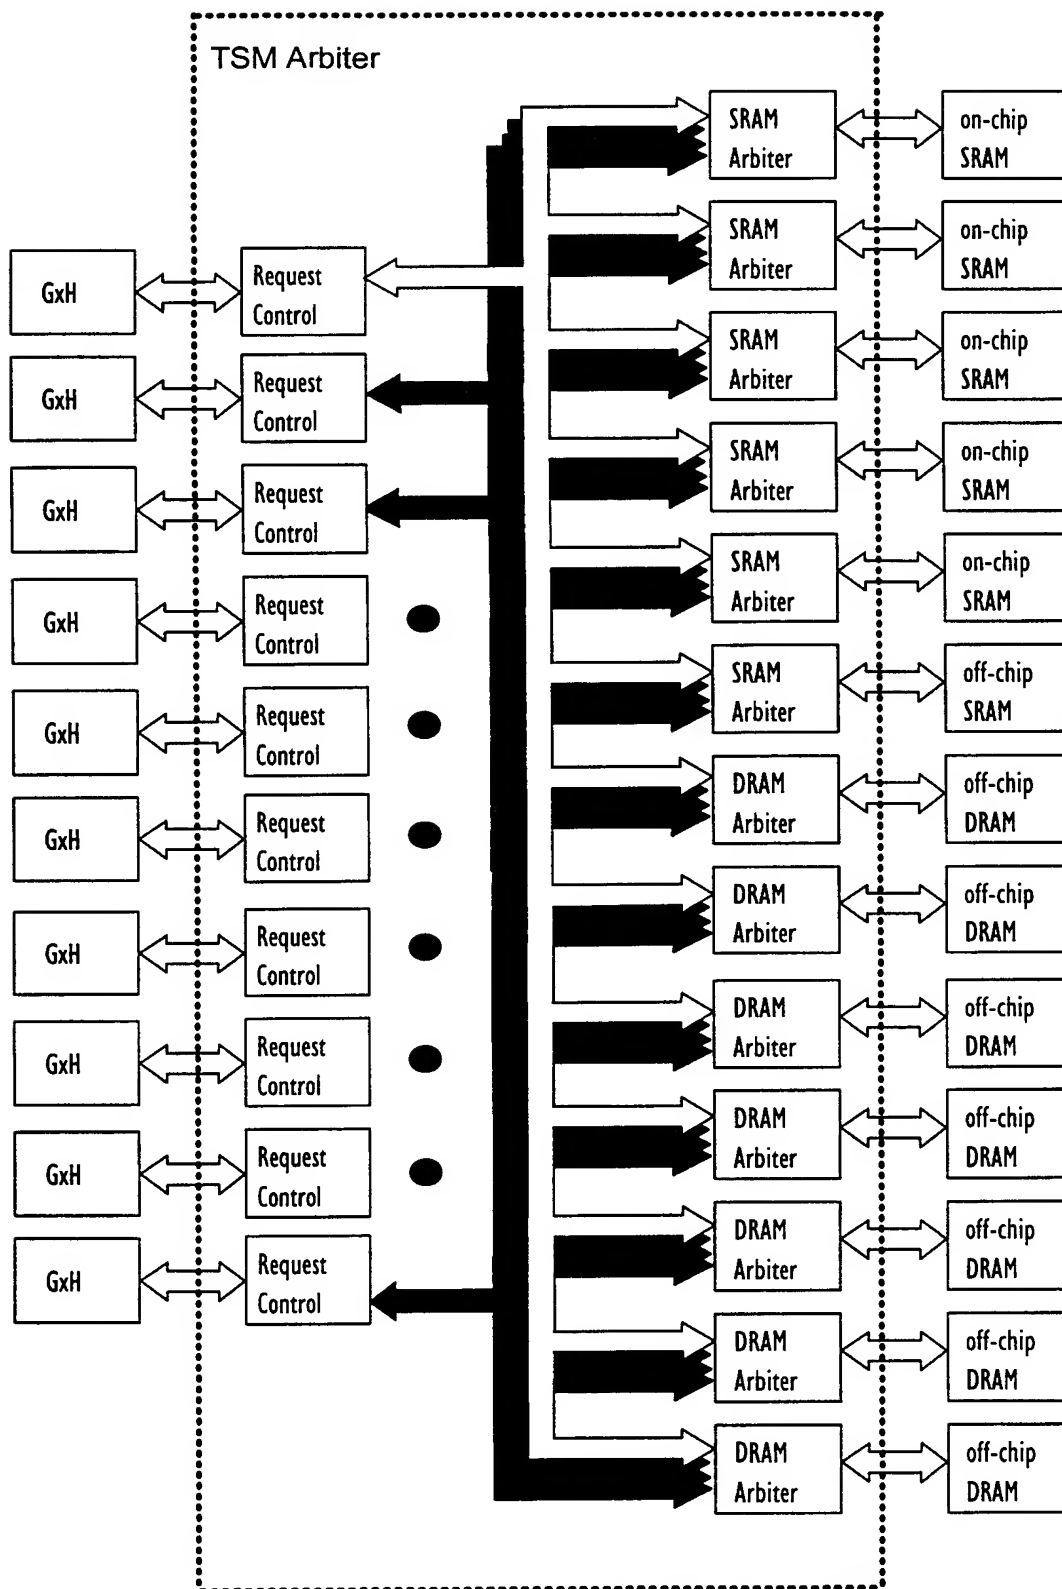 TSM Arbiter
GxH
GxH
GxH
GxH
GxH
GxH
GxH
GxH
GxH
GxH
Request
Control
Request
Control
Request
Control
Request
Control
Request
Control
Request
Control
Request
Control
Request
Control
Request
Control
Request
Control
SRAM
Arbiter
SRAM
Arbiter
SRAM
Arbiter
SRAM
Arbiter
SRAM
Arbiter
SRAM
Arbiter
DRAM
Arbiter
DRAM
Arbiter
DRAM
Arbiter
DRAM
Arbiter
DRAM
Arbiter
DRAM
Arbiter
DRAM
Arbiter
on-chip
SRAM
on-chip
SRAM
on-chip
SRAM
on-chip
SRAM
on-chip
SRAM
off-chip
SRAM
off-chip
DRAM
off-chip
DRAM
off-chip
DRAM
off-chip
DRAM
off-chip
DRAM
off-chip
DRAM
off-chip
DRAM